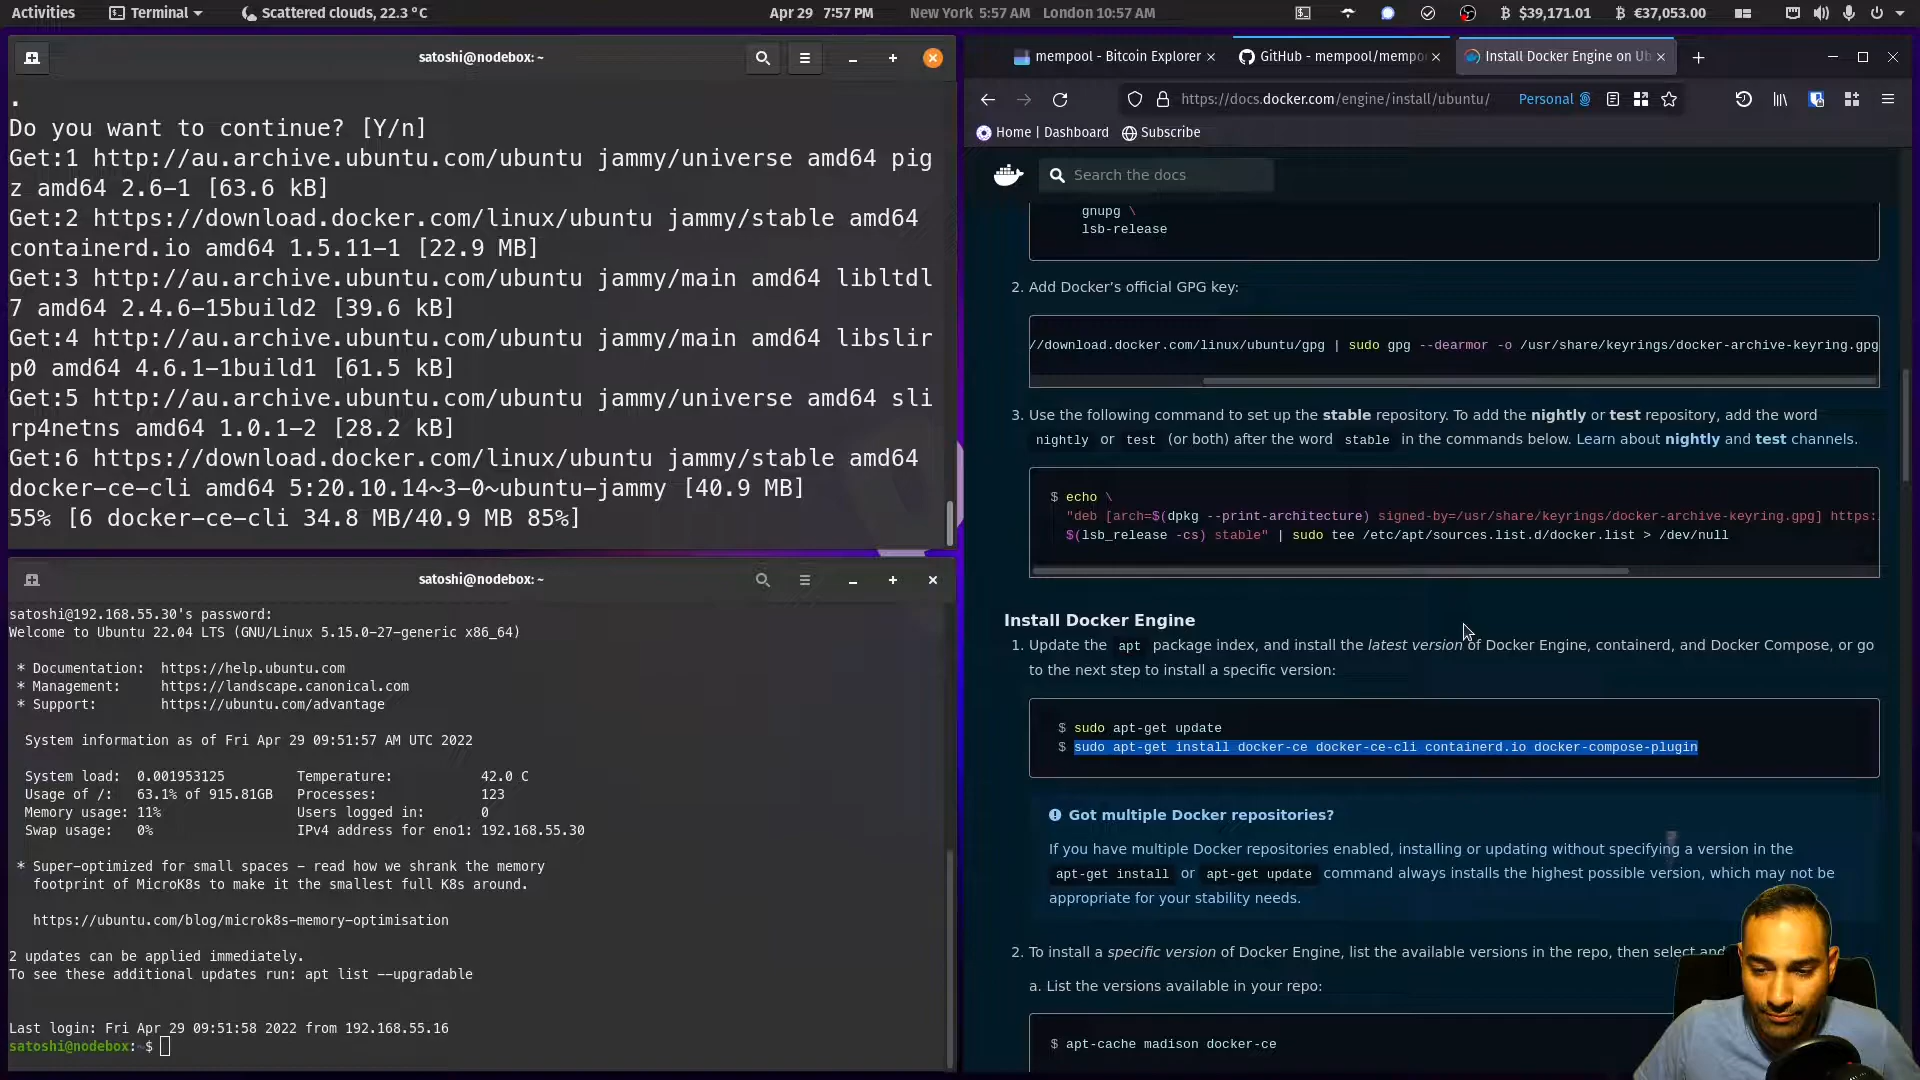 Activities
Terminal
Scattered clouds, 22.3 °C
Apr 29  7:57 PM
New York 5:57 AM  London 10:57 AM
$39,171.01
€37,053.00
satoshi@nodebox: ~
.
Do you want to continue? [Y/n]
Get:1 http://au.archive.ubuntu.com/ubuntu jammy/universe amd64 pig
z amd64 2.6-1 [63.6 kB]
Get:2 https://download.docker.com/linux/ubuntu jammy/stable amd64
containerd.io amd64 1.5.11-1 [22.9 MB]
Get:3 http://au.archive.ubuntu.com/ubuntu jammy/main amd64 libltdl
7 amd64 2.4.6-15build2 [39.6 kB]
Get:4 http://au.archive.ubuntu.com/ubuntu jammy/main amd64 libslir
p0 amd64 4.6.1-1build1 [61.5 kB]
Get:5 http://au.archive.ubuntu.com/ubuntu jammy/universe amd64 sli
rp4netns amd64 1.0.1-2 [28.2 kB]
Get:6 https://download.docker.com/linux/ubuntu jammy/stable amd64
docker-ce-cli amd64 5:20.10.14~3-0~ubuntu-jammy [40.9 MB]
55% [6 docker-ce-cli 34.8 MB/40.9 MB 85%]
satoshi@nodebox: ~
satoshi@192.168.55.30's password:
Welcome to Ubuntu 22.04 LTS (GNU/Linux 5.15.0-27-generic x86_64)
* Documentation:  https://help.ubuntu.com
* Management:     https://landscape.canonical.com
* Support:        https://ubuntu.com/advantage
System information as of Fri Apr 29 09:51:57 AM UTC 2022
System load:  0.001953125         Temperature:           42.0 C
Usage of /:   63.1% of 915.81GB   Processes:             123
Memory usage: 11%                 Users logged in:       0
Swap usage:   0%                  IPv4 address for eno1: 192.168.55.30
* Super-optimized for small spaces - read how we shrank the memory
footprint of MicroK8s to make it the smallest full K8s around.
https://ubuntu.com/blog/microk8s-memory-optimisation
2 updates can be applied immediately.
To see these additional updates run: apt list --upgradable
Last login: Fri Apr 29 09:51:58 2022 from 192.168.55.16
satoshi@nodebox:~$
mempool - Bitcoin Explorer
GitHub - mempool/mempo
Install Docker Engine on Ub
https://docs.docker.com/engine/install/ubuntu/
Personal
Home | Dashboard
Subscribe
Search the docs
gnupg \
lsb-release
2. Add Docker's official GPG key:
//download.docker.com/linux/ubuntu/gpg | sudo gpg --dearmor -o /usr/share/keyrings/docker-archive-keyring.gpg
3. Use the following command to set up the stable repository. To add the nightly or test repository, add the word
nightly or test (or both) after the word stable in the commands below. Learn about nightly and test channels.
$ echo \
"deb [arch=$(dpkg --print-architecture) signed-by=/usr/share/keyrings/docker-archive-keyring.gpg] https:
$(lsb_release -cs) stable" | sudo tee /etc/apt/sources.list.d/docker.list > /dev/null
Install Docker Engine
1. Update the apt package index, and install the latest version of Docker Engine, containerd, and Docker Compose, or go
to the next step to install a specific version:
$ sudo apt-get update
$ sudo apt-get install docker-ce docker-ce-cli containerd.io docker-compose-plugin
Got multiple Docker repositories?
If you have multiple Docker repositories enabled, installing or updating without specifying a version in the
apt-get install or apt-get update command always installs the highest possible version, which may not be
appropriate for your stability needs.
2. To install a specific version of Docker Engine, list the available versions in the repo, then select and
a. List the versions available in your repo:
$ apt-cache madison docker-ce